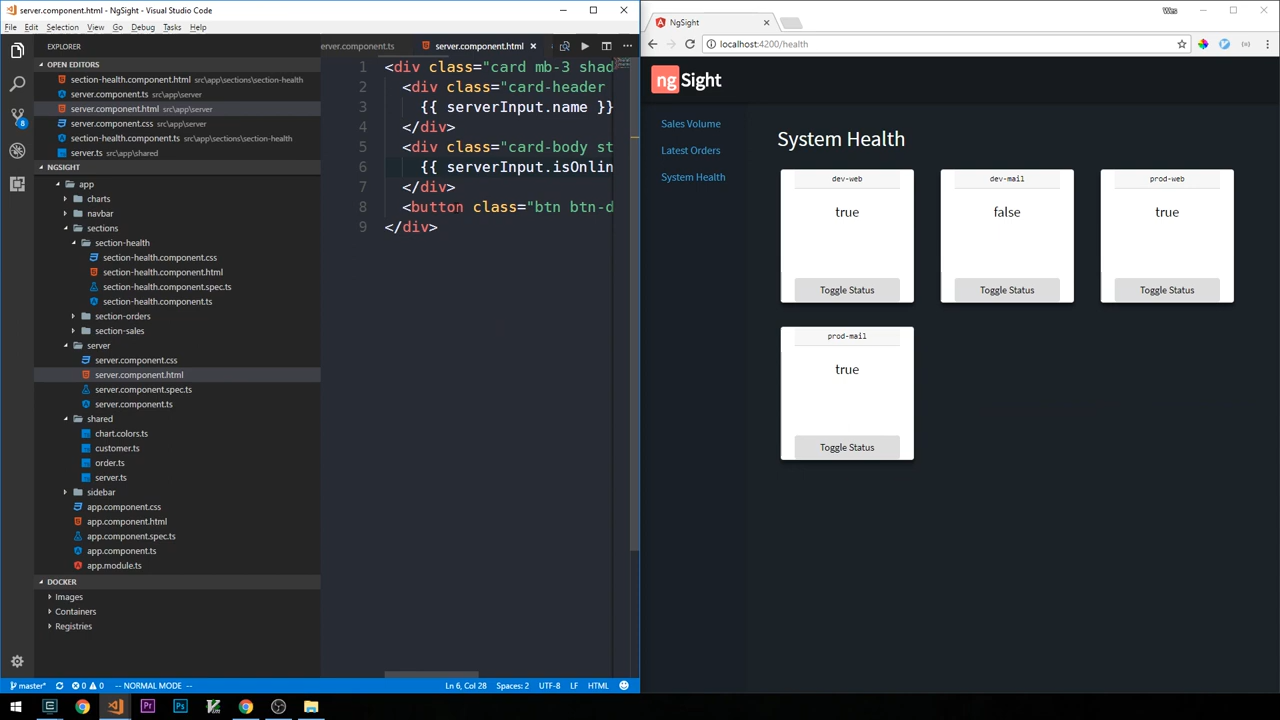 server.component.html - NgSight - Visual Studio Code
File Edit Selection View Go Debug Tasks Help
EXPLORER
OPEN EDITORS
section-health.component.html src\app\sections\section-health
server.component.ts src\app\server
server.component.html src\app\server
server.component.css src\app\server
section-health.component.ts src\app\sections\section-health
server.ts src\app\shared
NGSIGHT
app
charts
navbar
sections
section-health
section-health.component.css
section-health.component.html
section-health.component.spec.ts
section-health.component.ts
section-orders
section-sales
server
server.component.css
server.component.html
server.component.spec.ts
server.component.ts
shared
chart.colors.ts
customer.ts
order.ts
server.ts
sidebar
app.component.css
app.component.html
app.component.spec.ts
app.component.ts
app.module.ts
DOCKER
Images
Containers
Registries
8
erver.component.ts server.component.html
1 <div class="card mb-3 shad
2 <div class="card-header
3 {{ serverInput.name }}
4 </div>
5 <div class="card-body st
6 {{ serverInput.isOnlin
7 </div>
8 <button class="btn btn-d
9 </div>
master* 0 0 -- NORMAL MODE -- Ln 6, Col 28 Spaces: 2 UTF-8 LF HTML
NgSight
Wes
localhost:4200/health
ng Sight
Sales Volume
Latest Orders
System Health
System Health
dev-web
true
Toggle Status
dev-mail
false
Toggle Status
prod-web
true
Toggle Status
prod-mail
true
Toggle Status